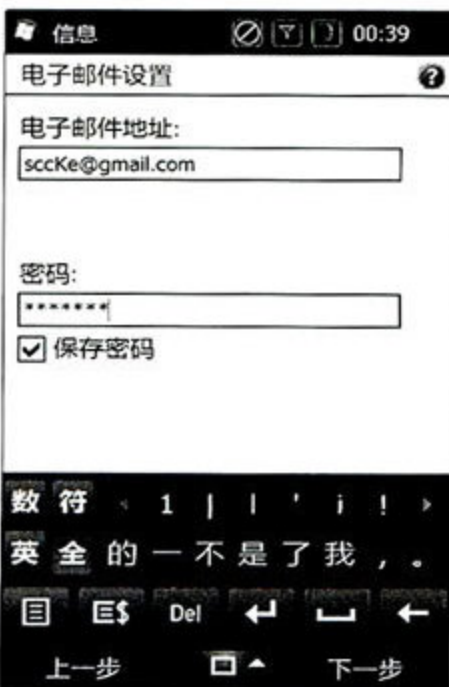 信息 00:39
电子邮件设置 ?
电子邮件地址:
sccKe@gmail.com
密码:
*******
保存密码
数 符 1 | l ' i !
英 全 的 一 不 是 了 我 , 。
$ Del
上一步 下一步